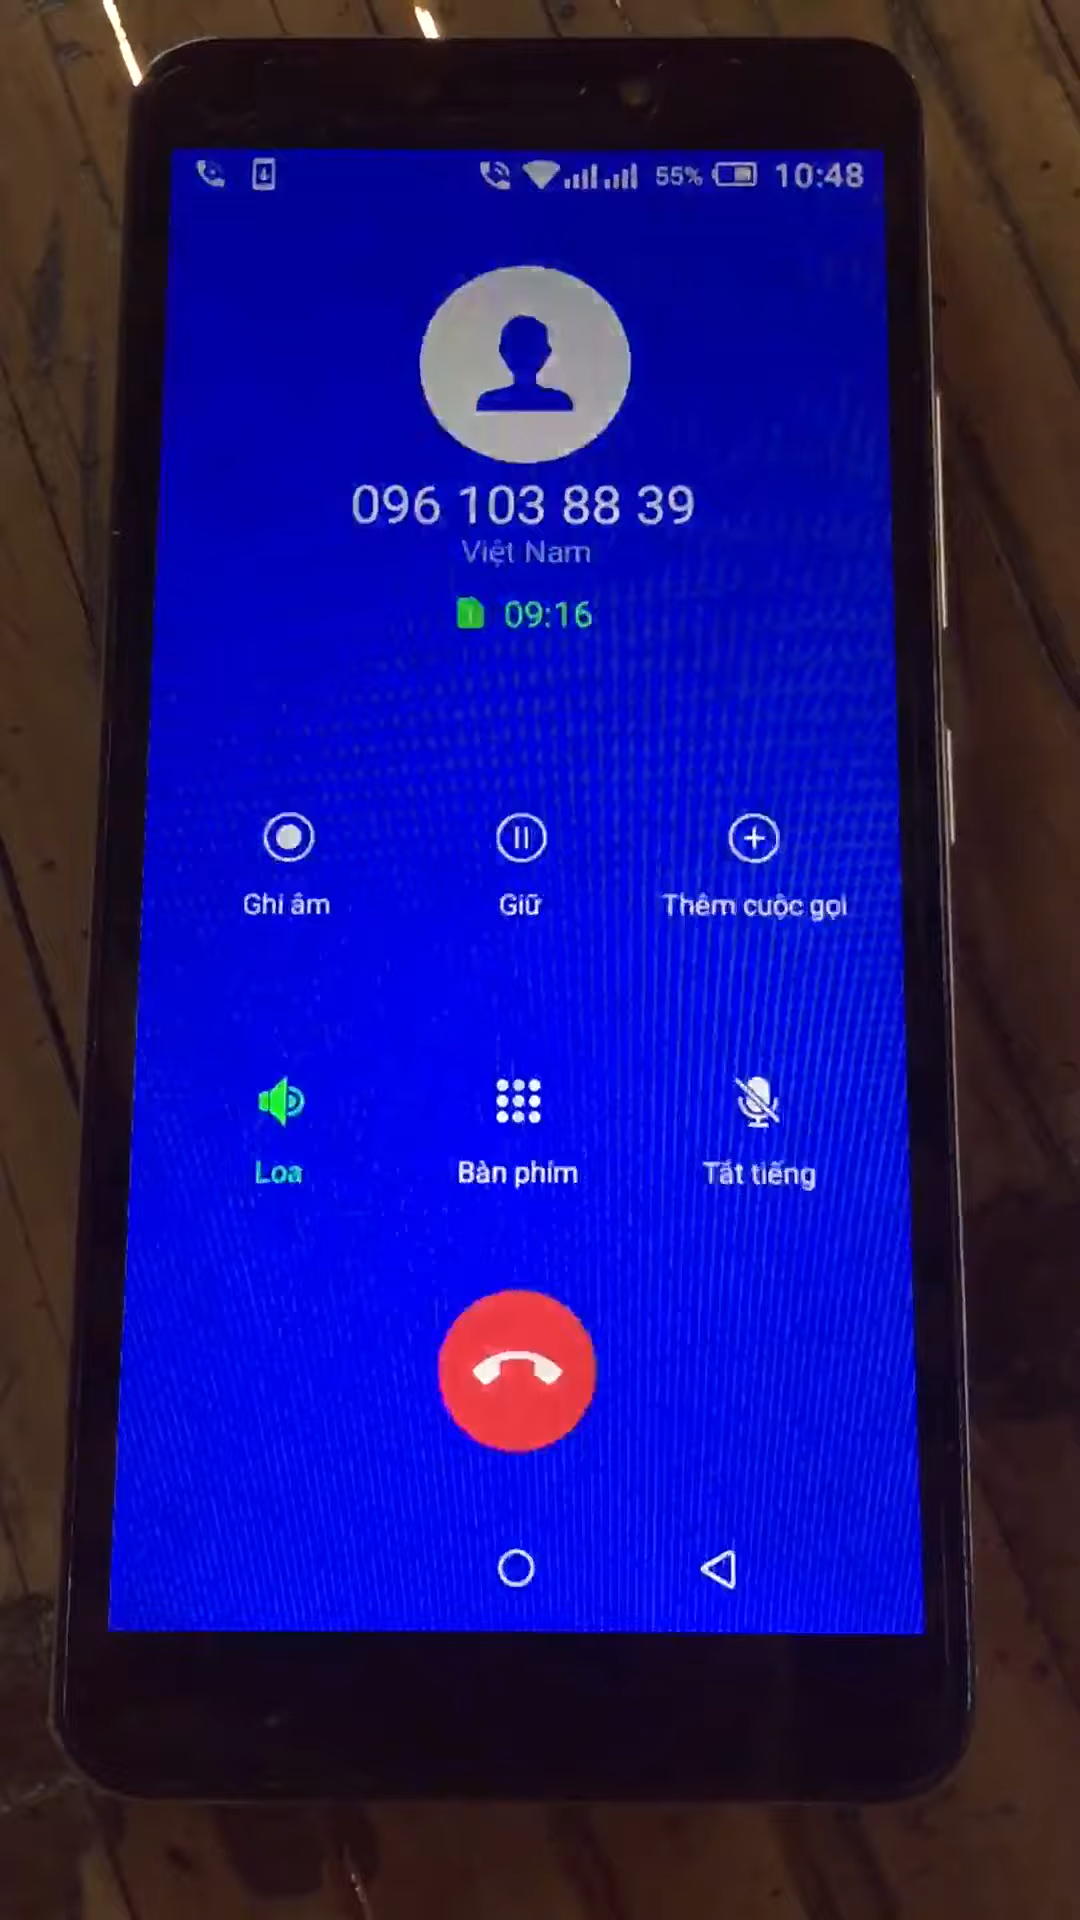 55% 10:48
096 103 88 39
Việt Nam
09:16
Ghi âm Giữ Thêm cuộc gọi
Loa Bàn phím Tắt tiếng